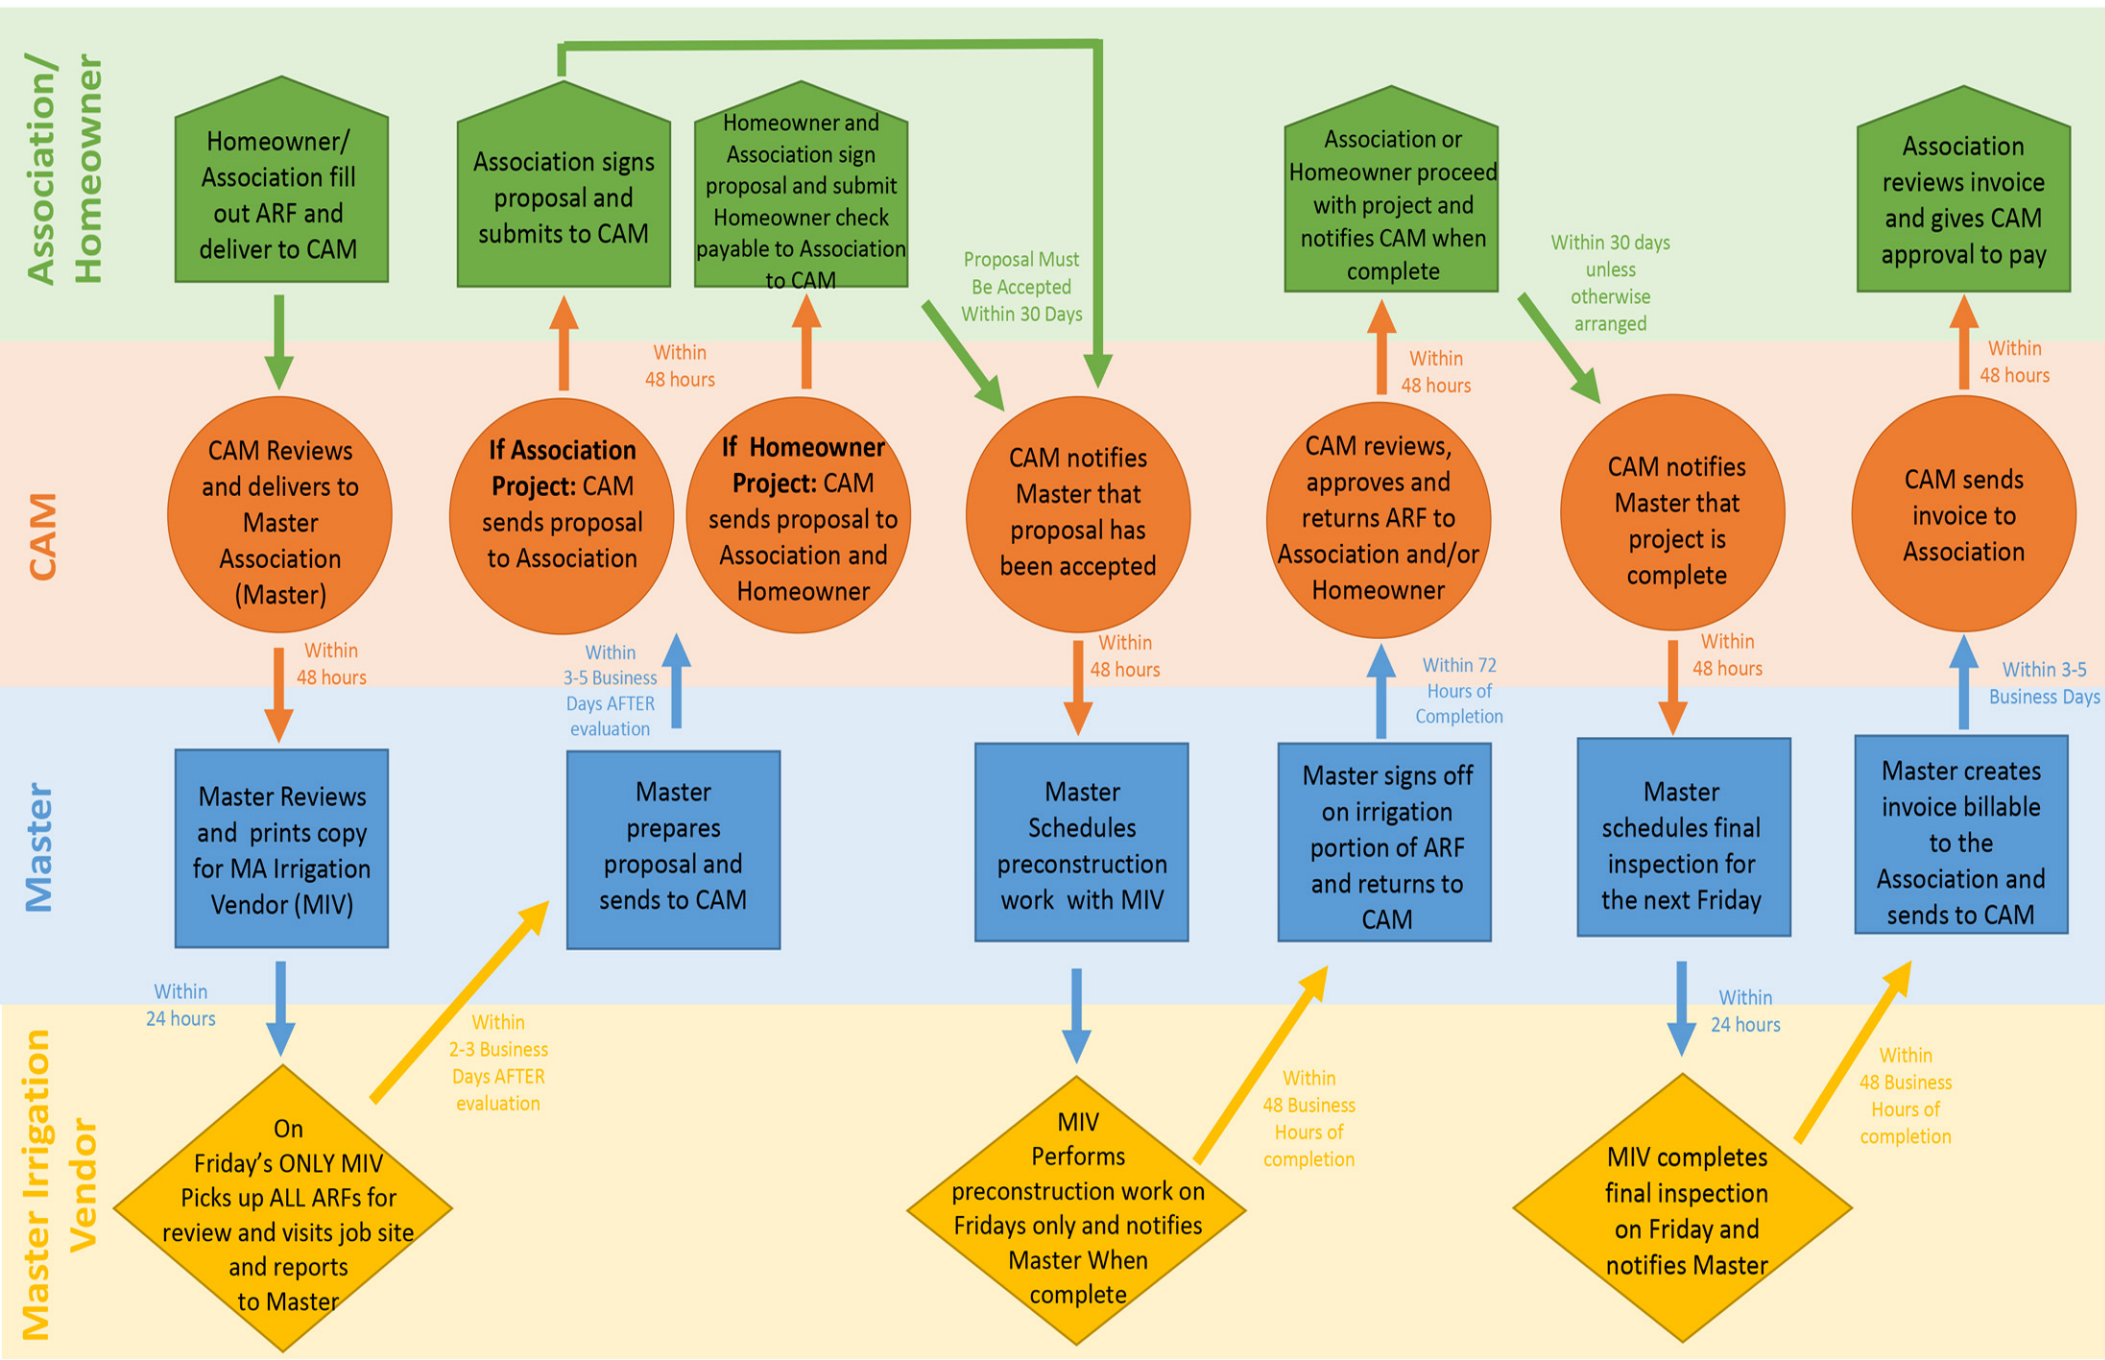 Association/
Homeowner
Homeowner/
Association fill
out ARF and
deliver to CAM
Association signs
proposal and
submits to CAM
Homeowner and
Association sign
proposal and submit
Homeowner check
payable to Association
to CAM
Proposal Must
Be Accepted
Within 30 Days
Association or
Homeowner proceed
with project and
notifies CAM when
complete
Within 30 days
unless
otherwise
arranged
Association
reviews invoice
and gives CAM
approval to pay
Within
48 hours
Within
48 hours
Within
48 hours
CAM
CAM Reviews
and delivers to
Master
Association
(Master)
If Association
Project: CAM
sends proposal
to Association
If Homeowner
Project: CAM
sends proposal to
Association and
Homeowner
CAM notifies
Master that
proposal has
been accepted
CAM reviews,
approves and
returns ARF to
Association and/or
Homeowner
CAM notifies
Master that
project is
complete
CAM sends
invoice to
Association
Within
48 hours
Within
3-5 Business
Days AFTER
evaluation
Within
48 hours
Within 72
Hours of
Completion
Within
48 hours
Within 3-5
Business Days
Master
Master Reviews
and prints copy
for MA Irrigation
Vendor (MIV)
Master
prepares
proposal and
sends to CAM
Master
Schedules
preconstruction
work with MIV
Master signs off
on irrigation
portion of ARF
and returns to
CAM
Master
schedules final
inspection for
the next Friday
Master creates
invoice billable
to the
Association and
sends to CAM
Within
24 hours
Within
2-3 Business
Days AFTER
evaluation
Within
48 Business
Hours of
completion
Within
24 hours
Within
48 Business
Hours of
completion
Master Irrigation
Vendor
On
Friday's ONLY MIV
Picks up ALL ARFs for
review and visits job site
and reports
to Master
MIV
Performs
preconstruction work on
Fridays only and notifies
Master When
complete
MIV completes
final inspection
on Friday and
notifies Master